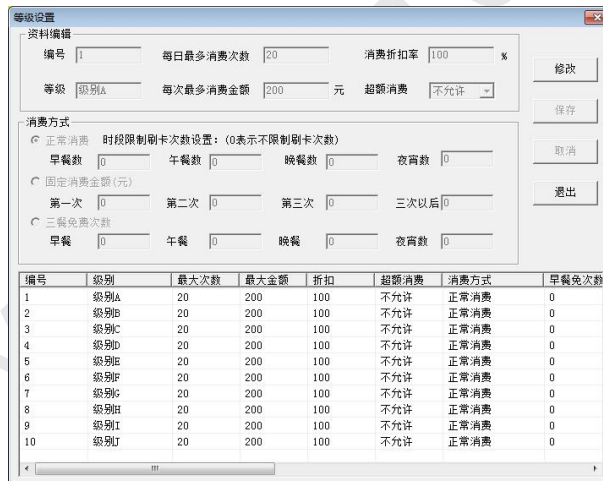 等级设置
资料编辑
编号 1 每日最多消费次数 20 消费折扣率 100 %
等级 级别A 每次最多消费金额 200 元 超额消费 不允许
修改
保存
取消
退出
消费方式
正常消费 时段限制刷卡次数设置：(0表示不限制刷卡次数)
早餐数 0 午餐数 0 晚餐数 0 夜宵数 0
固定消费金额(元)
第一次 0 第二次 0 第三次 0 三次以后 0
三餐免费次数
早餐 0 午餐 0 晚餐 0 夜宵数 0
编号 级别 最大次数 最大金额 折扣 超额消费 消费方式 早餐免次数
1 级别A 20 200 100 不允许 正常消费 0
2 级别B 20 200 100 不允许 正常消费 0
3 级别C 20 200 100 不允许 正常消费 0
4 级别D 20 200 100 不允许 正常消费 0
5 级别E 20 200 100 不允许 正常消费 0
6 级别F 20 200 100 不允许 正常消费 0
7 级别G 20 200 100 不允许 正常消费 0
8 级别H 20 200 100 不允许 正常消费 0
9 级别I 20 200 100 不允许 正常消费 0
10 级别J 20 200 100 不允许 正常消费 0